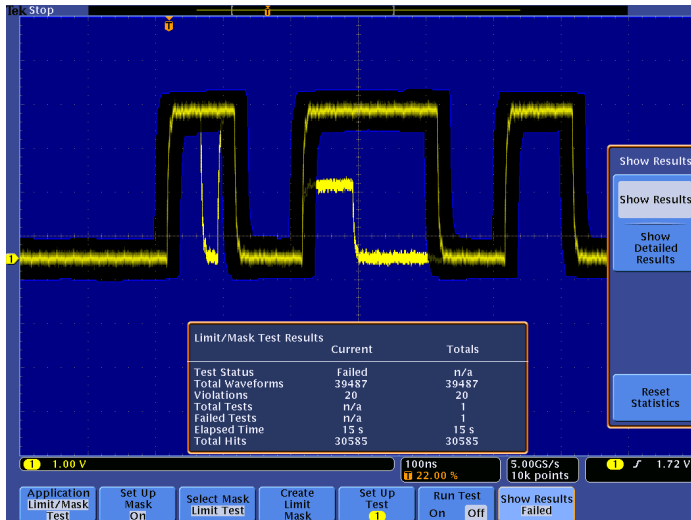 Tek Stop
T
T
1
Show Results
Show Results
Show
Detailed
Results
Reset
Statistics
Limit/Mask Test Results
Current Totals
Test Status Failed n/a
Total Waveforms 39487 39487
Violations 20 20
Total Tests n/a 1
Failed Tests n/a 1
Elapsed Time 15 s 15 s
Total Hits 30585 30585
1 1.00 V
100ns
T 22.00 %
5.00GS/s
10k points
1 ∫ 1.72 V
Application
Limit/Mask
Test
Set Up
Mask
On
Select Mask
Limit Test
Create
Limit
Mask
Set Up
Test
1
Run Test
On Off
Show Results
Failed